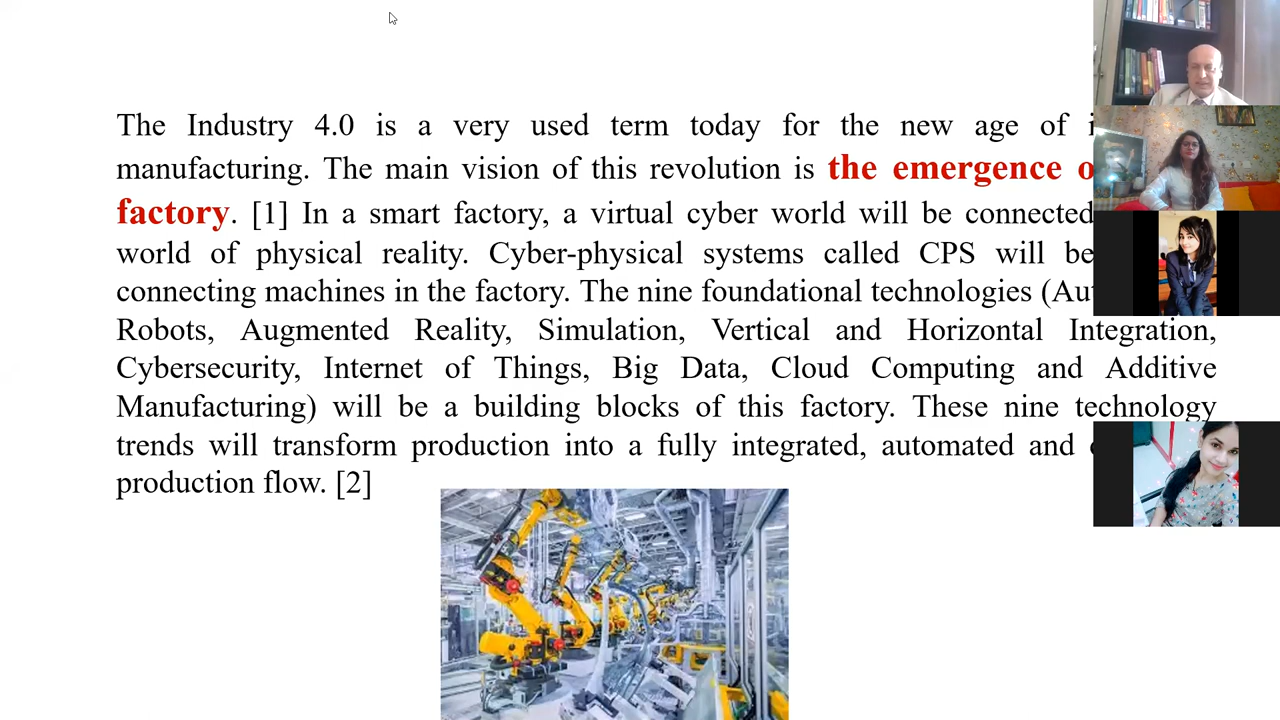 The Industry 4.0 is a very used term today for the new age of
manufacturing. The main vision of this revolution is the emergence
factory. [1] In a smart factory, a virtual cyber world will be connected
world of physical reality. Cyber-physical systems called CPS will be
connecting machines in the factory. The nine foundational technologies
Robots, Augmented Reality, Simulation, Vertical and Horizontal Integration,
Cybersecurity, Internet of Things, Big Data, Cloud Computing and Additive
Manufacturing) will be a building blocks of this factory. These nine technology
trends will transform production into a fully integrated, automated and
production flow. [2]